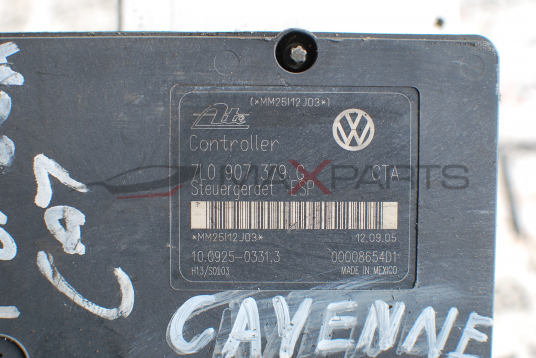 (*MM25I12J03*)
Ate
Controller
7L0 907 379 G CTA
Steuergeraet ESP
*MM25I12J03*
12.09.05
10.0925-0331.3
00008654D1
H13/S0103
MADE IN MEXICO
CAYENNE
MAXPARTS